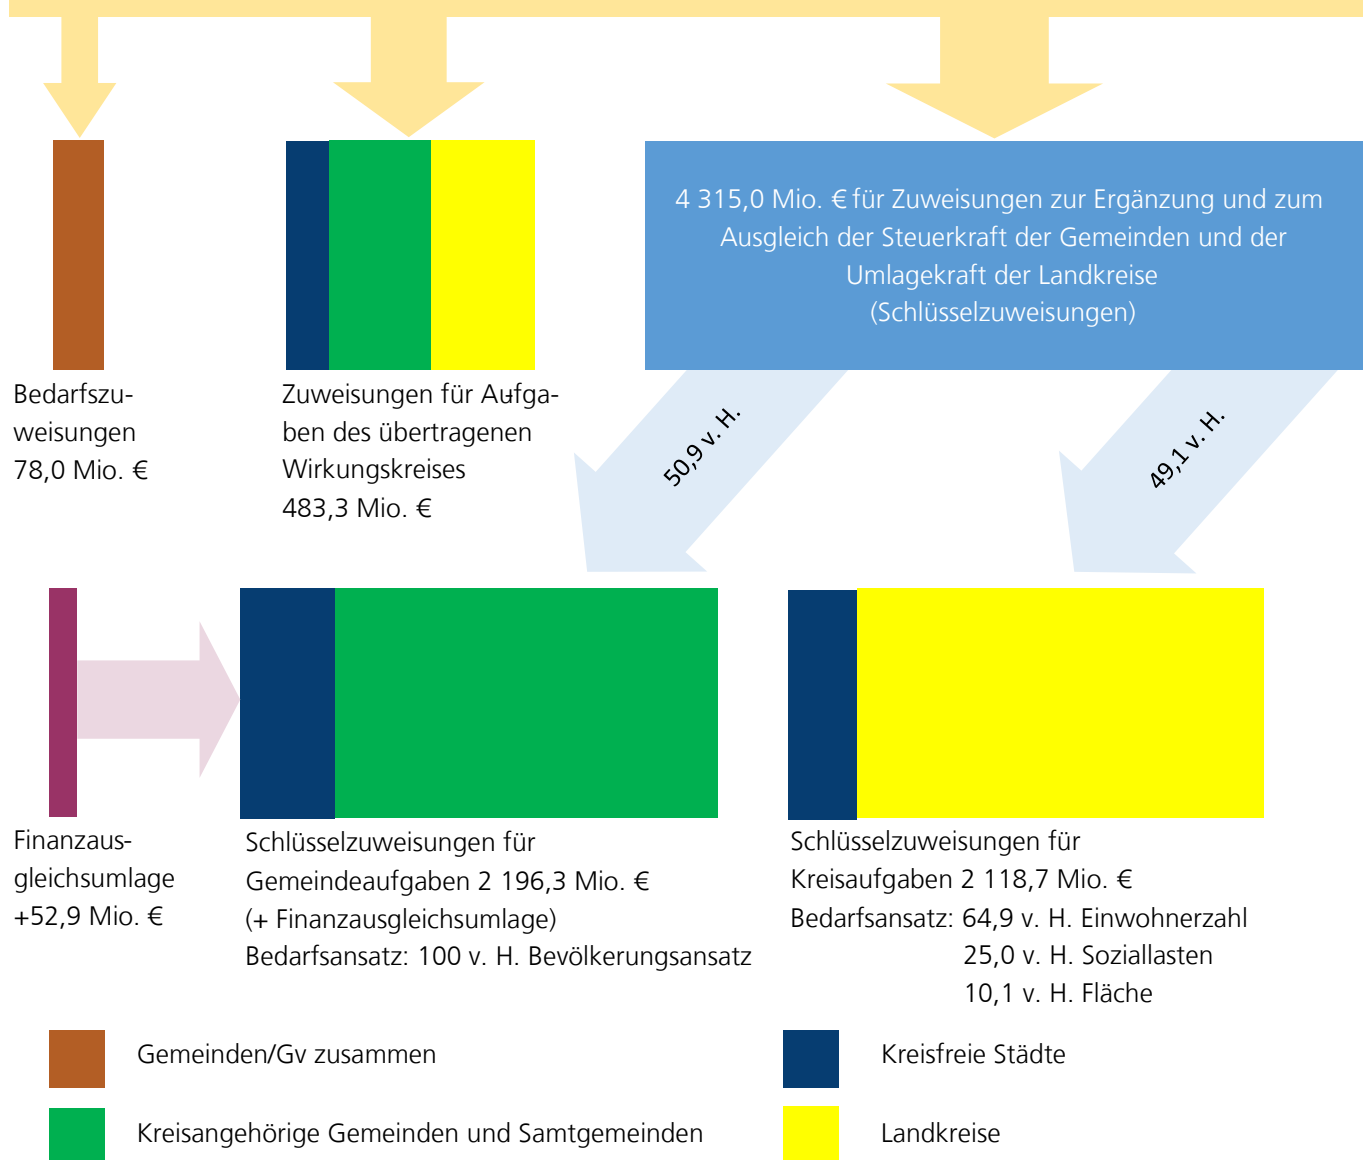 4 315,0 Mio. € für Zuweisungen zur Ergänzung und zum
Ausgleich der Steuerkraft der Gemeinden und der
Umlagekraft der Landkreise
(Schlüsselzuweisungen)
Bedarfszu-
weisungen
78,0 Mio. €
Zuweisungen für Aufga-
ben des übertragenen
Wirkungskreises
483,3 Mio. €
50,9 v. H.
49,1 v. H.
Finanzaus-
gleichsumlage
+52,9 Mio. €
Schlüsselzuweisungen für
Gemeindeaufgaben 2 196,3 Mio. €
(+ Finanzausgleichsumlage)
Bedarfsansatz: 100 v. H. Bevölkerungsansatz
Schlüsselzuweisungen für
Kreisaufgaben 2 118,7 Mio. €
Bedarfsansatz: 64,9 v. H. Einwohnerzahl
25,0 v. H. Soziallasten
10,1 v. H. Fläche
Gemeinden/Gv zusammen
Kreisfreie Städte
Kreisangehörige Gemeinden und Samtgemeinden
Landkreise